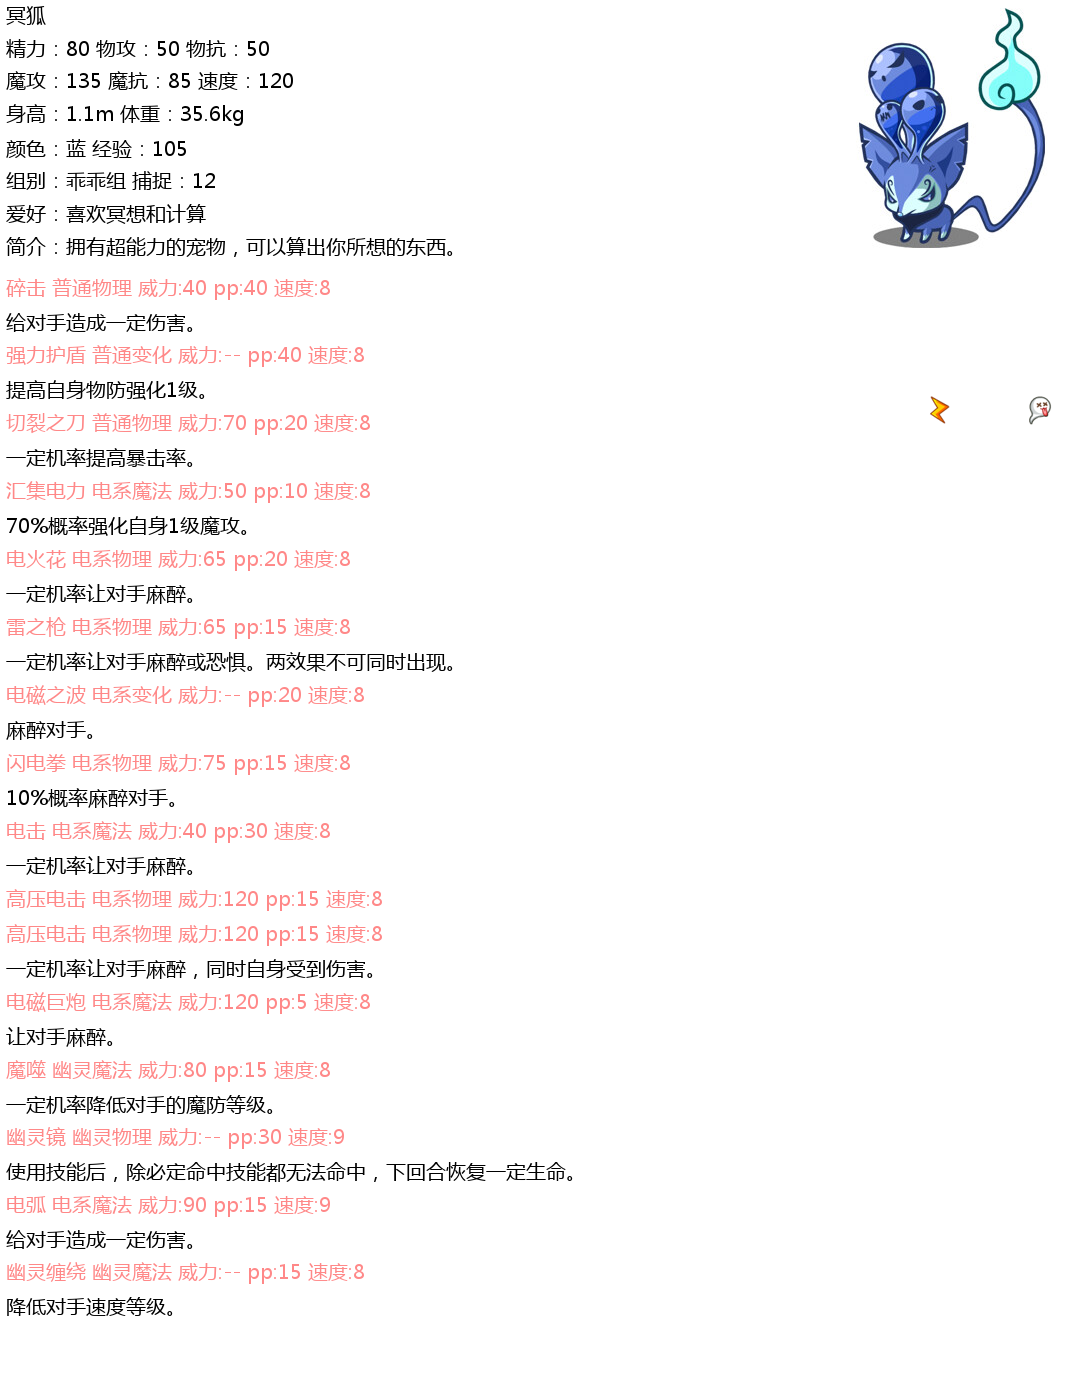 冥狐
精力：80 物攻：50 物抗：50
魔攻：135 魔抗：85 速度：120
身高：1.1m 体重：35.6kg
颜色：蓝 经验：105
组别：乖乖组 捕捉：12
爱好：喜欢冥想和计算
简介：拥有超能力的宠物，可以算出你所想的东西。
碎击 普通物理 威力:40 pp:40 速度:8
给对手造成一定伤害。
强力护盾 普通变化 威力:-- pp:40 速度:8
提高自身物防强化1级。
切裂之刀 普通物理 威力:70 pp:20 速度:8
一定机率提高暴击率。
汇集电力 电系魔法 威力:50 pp:10 速度:8
70%概率强化自身1级魔攻。
电火花 电系物理 威力:65 pp:20 速度:8
一定机率让对手麻醉。
雷之枪 电系物理 威力:65 pp:15 速度:8
一定机率让对手麻醉或恐惧。两效果不可同时出现。
电磁之波 电系变化 威力:-- pp:20 速度:8
麻醉对手。
闪电拳 电系物理 威力:75 pp:15 速度:8
10%概率麻醉对手。
电击 电系魔法 威力:40 pp:30 速度:8
一定机率让对手麻醉。
高压电击 电系物理 威力:120 pp:15 速度:8
高压电击 电系物理 威力:120 pp:15 速度:8
一定机率让对手麻醉，同时自身受到伤害。
电磁巨炮 电系魔法 威力:120 pp:5 速度:8
让对手麻醉。
魔噬 幽灵魔法 威力:80 pp:15 速度:8
一定机率降低对手的魔防等级。
幽灵镜 幽灵物理 威力:-- pp:30 速度:9
使用技能后，除必定命中技能都无法命中，下回合恢复一定生命。
电弧 电系魔法 威力:90 pp:15 速度:9
给对手造成一定伤害。
幽灵缠绕 幽灵魔法 威力:-- pp:15 速度:8
降低对手速度等级。